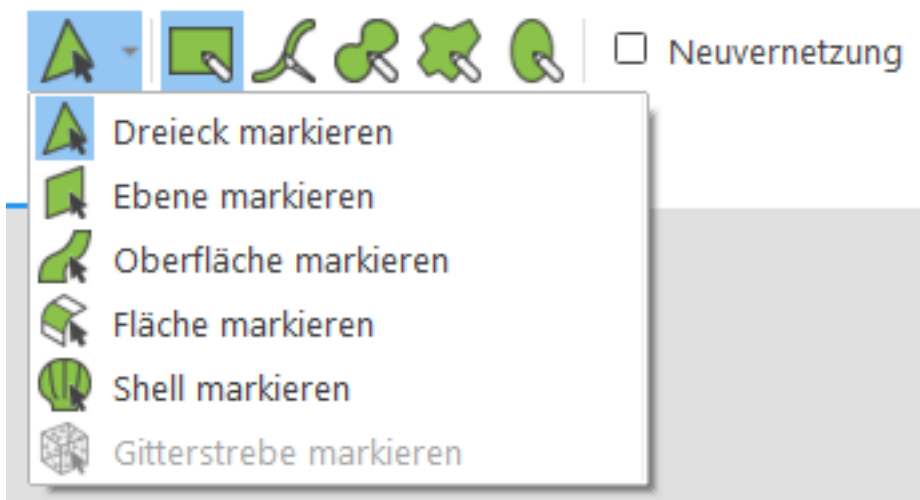 Neuvernetzung
Dreieck markieren
Ebene markieren
Oberfläche markieren
Fläche markieren
Shell markieren
Gitterstrebe markieren